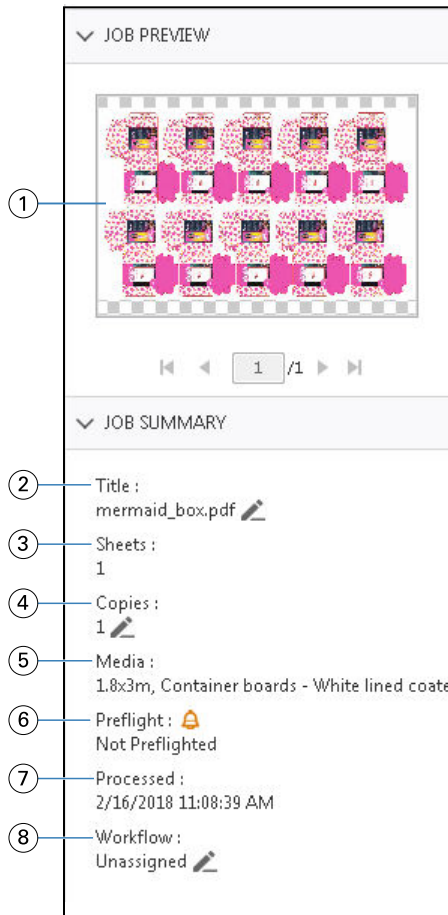 JOB PREVIEW
1
1 /1
JOB SUMMARY
2
Title :
mermaid_box.pdf
3
Sheets :
1
4
Copies :
1
5
Media :
1.8x3m, Container boards - White lined coate
6
Preflight :
Not Preflighted
7
Processed :
2/16/2018 11:08:39 AM
8
Workflow :
Unassigned